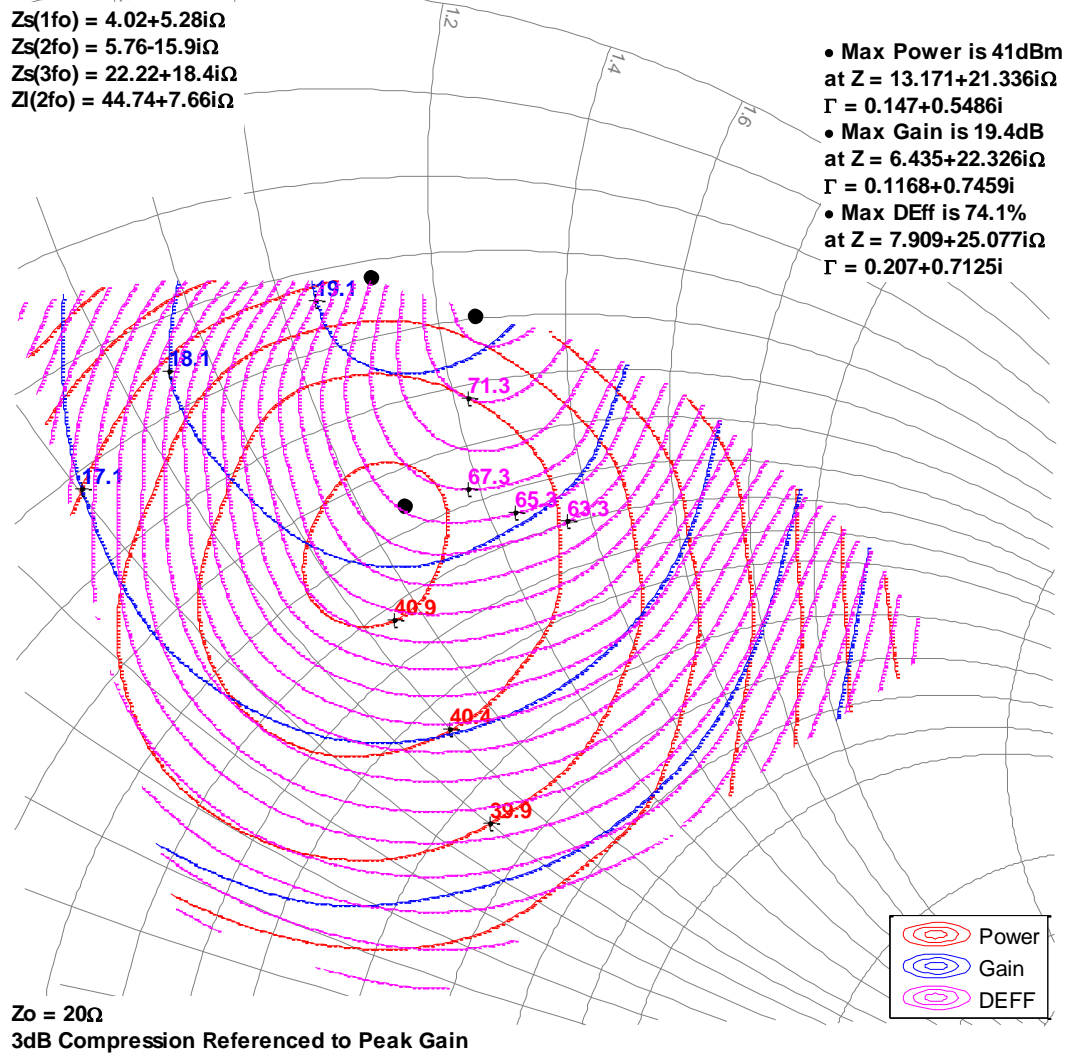 Zs(1fo) = 4.02+5.28iΩ
Zs(2fo) = 5.76-15.9iΩ
Zs(3fo) = 22.22+18.4iΩ
Zl(2fo) = 44.74+7.66iΩ
1.2
1.4
1.6
• Max Power is 41dBm
at Z = 13.171+21.336iΩ
Γ = 0.147+0.5486i
• Max Gain is 19.4dB
at Z = 6.435+22.326iΩ
Γ = 0.1168+0.7459i
• Max DEff is 74.1%
at Z = 7.909+25.077iΩ
Γ = 0.207+0.7125i
19.1
18.1
71.3
17.1
67.3
65.3
63.3
40.9
40.4
39.9
Power
Gain
DEFF
Zo = 20Ω
3dB Compression Referenced to Peak Gain